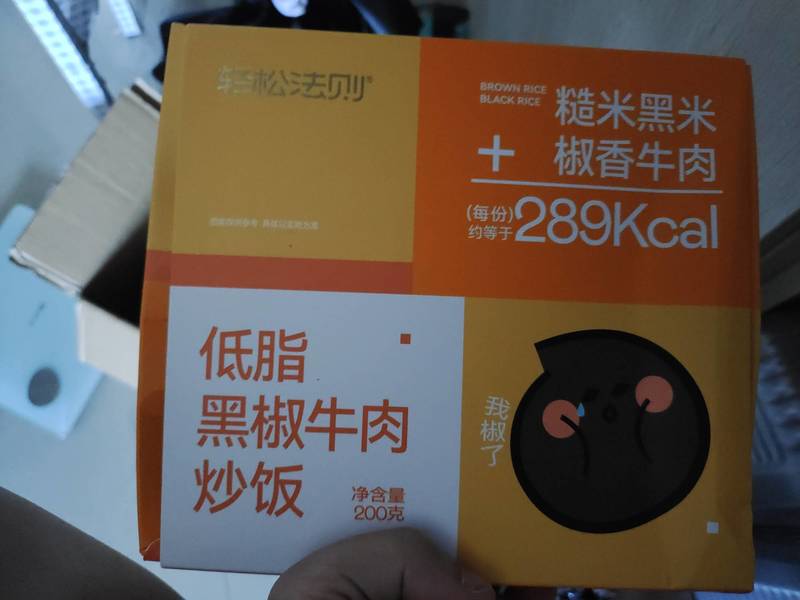 轻松法则®
BROWN RICE
BLACK RICE
糙米黑米
+
椒香牛肉
(每份)
约等于
289Kcal
低脂
黑椒牛肉
炒饭
净含量
200克
我椒了